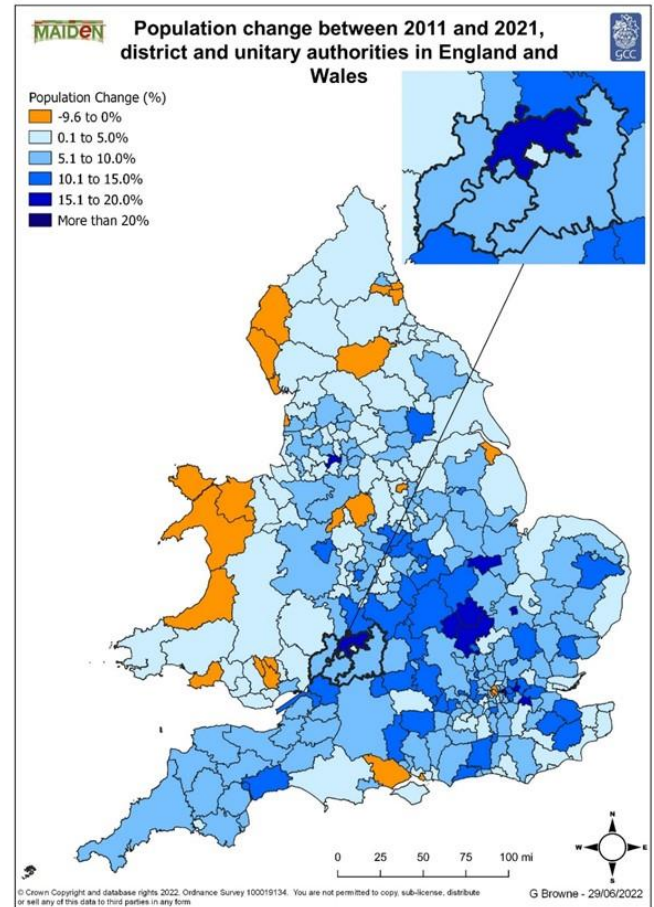 MAIDeN
Population change between 2011 and 2021,
district and unitary authorities in England and
Wales
GCC
Population Change (%)
-9.6 to 0%
0.1 to 5.0%
5.1 to 10.0%
10.1 to 15.0%
15.1 to 20.0%
More than 20%
N
W
E
S
0 25 50 75 100 mi
© Crown Copyright and database rights 2022. Ordnance Survey 100019134. You are not permitted to copy, sub-license, distribute
or sell any of this data to third parties in any form
G Browne - 29/06/2022